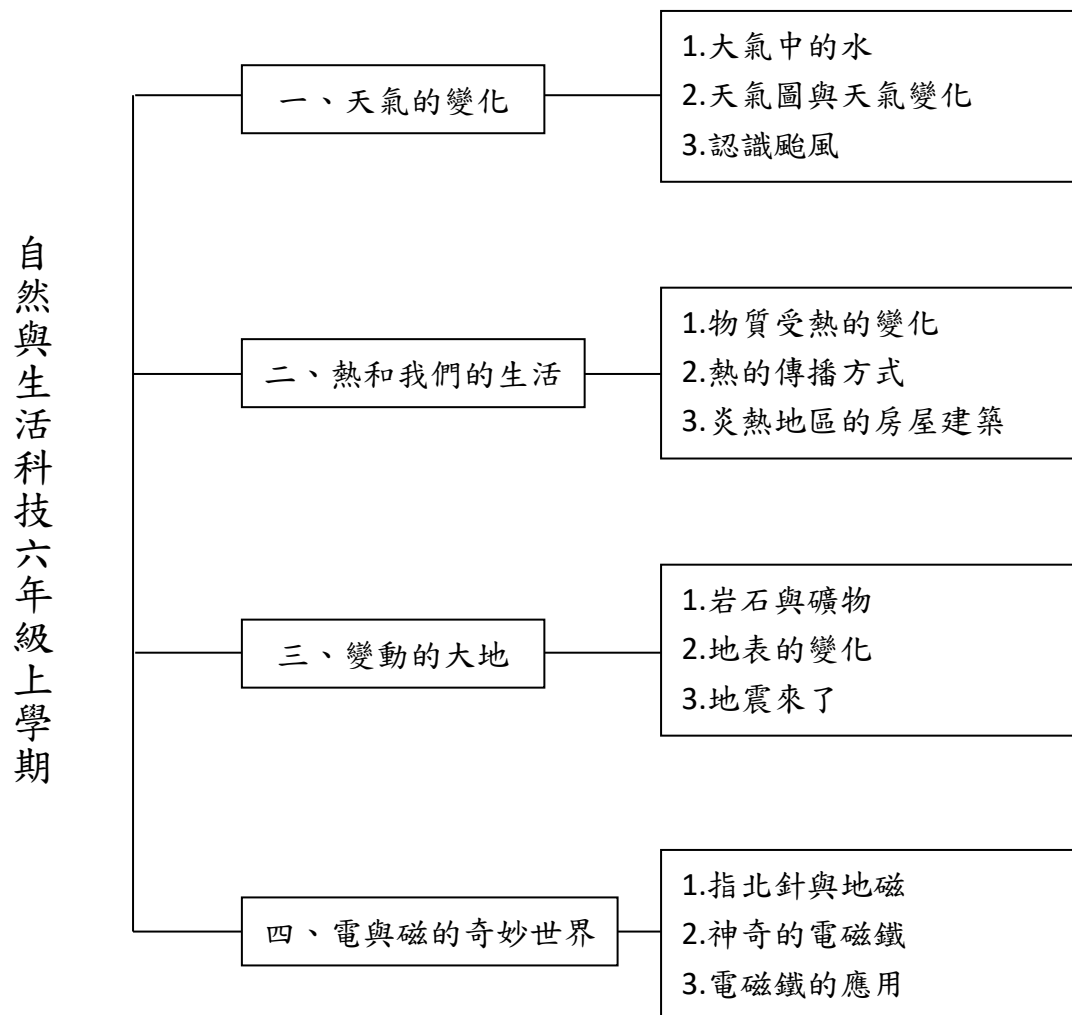 自然與生活科技六年級上學期
一、天氣的變化
1.大氣中的水
2.天氣圖與天氣變化
3.認識颱風
二、熱和我們的生活
1.物質受熱的變化
2.熱的傳播方式
3.炎熱地區的房屋建築
三、變動的大地
1.岩石與礦物
2.地表的變化
3.地震來了
四、電與磁的奇妙世界
1.指北針與地磁
2.神奇的電磁鐵
3.電磁鐵的應用